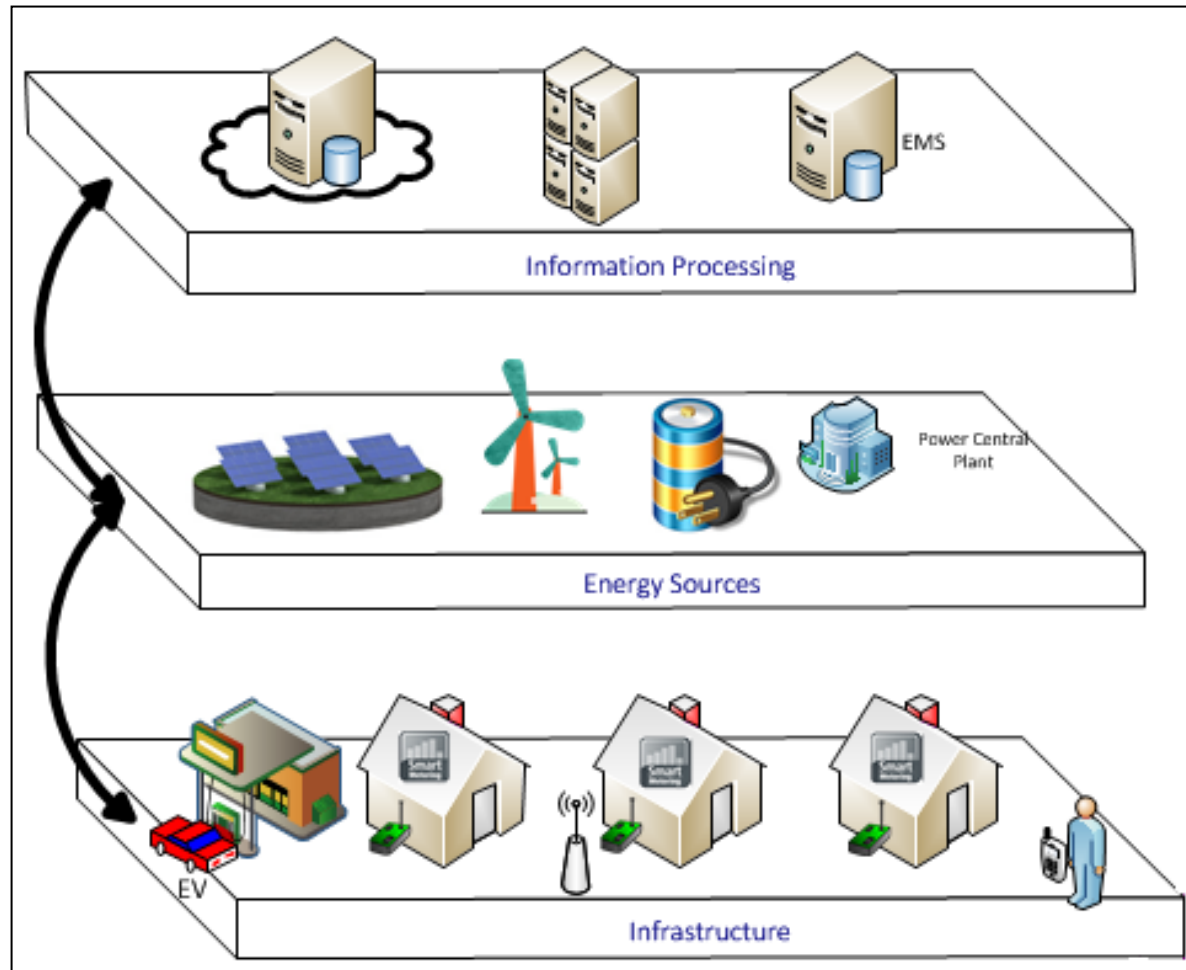 EMS
Information Processing
Power Central
Plant
Energy Sources
Smart
Metering
Smart
Metering
Smart
Metering
EV
Infrastructure